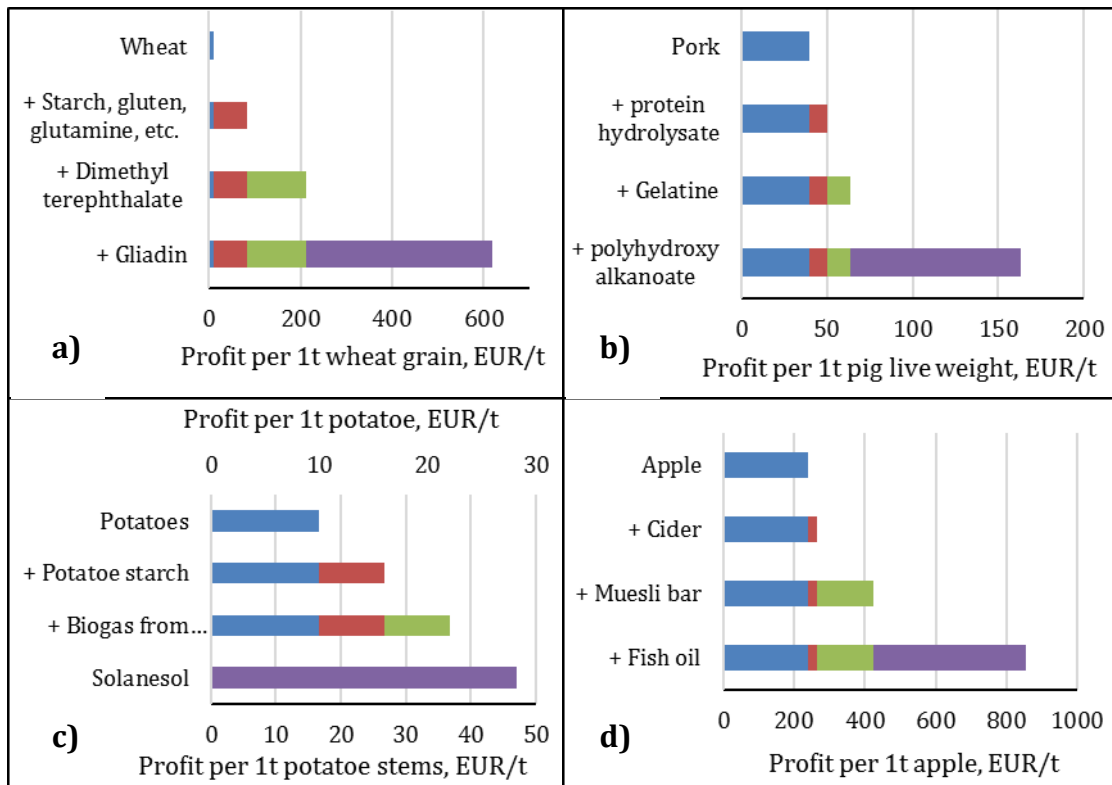 Wheat
+ Starch, gluten,
glutamine, etc.
+ Dimethyl
terephthalate
+ Gliadin
0 200 400 600
a)
Profit per 1t wheat grain, EUR/t
Pork
+ protein
hydrolysate
+ Gelatine
+ polyhydroxy
alkanoate
0 50 100 150 200
b)
Profit per 1t pig live weight, EUR/t
Profit per 1t potatoe, EUR/t
0 10 20 30
Potatoes
+ Potatoe starch
+ Biogas from...
Solanesol
0 10 20 30 40 50
c)
Profit per 1t potatoe stems, EUR/t
Apple
+ Cider
+ Muesli bar
+ Fish oil
0 200 400 600 800 1000
d)
Profit per 1t apple, EUR/t